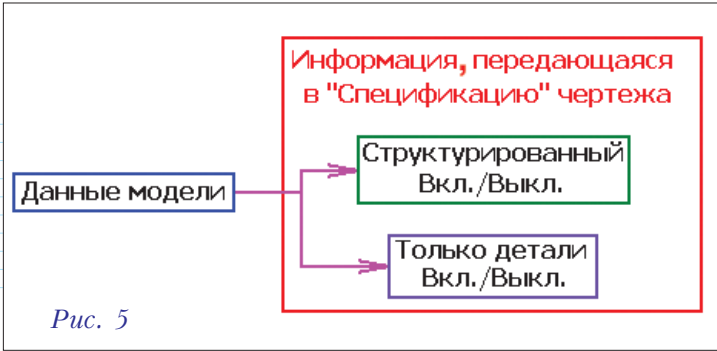 Информация, передающаяся
в "Спецификацию" чертежа
Структурированный
Вкл./Выкл.
Данные модели
Только детали
Вкл./Выкл.
Рис. 5